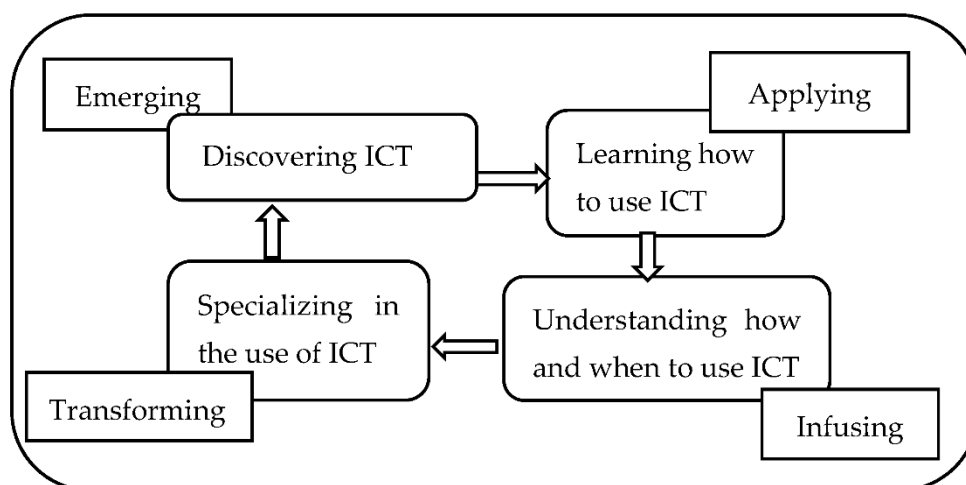 Emerging
Discovering ICT
Applying
Learning how
to use ICT
Specializing in
the use of ICT
Transforming
Understanding how
and when to use ICT
Infusing